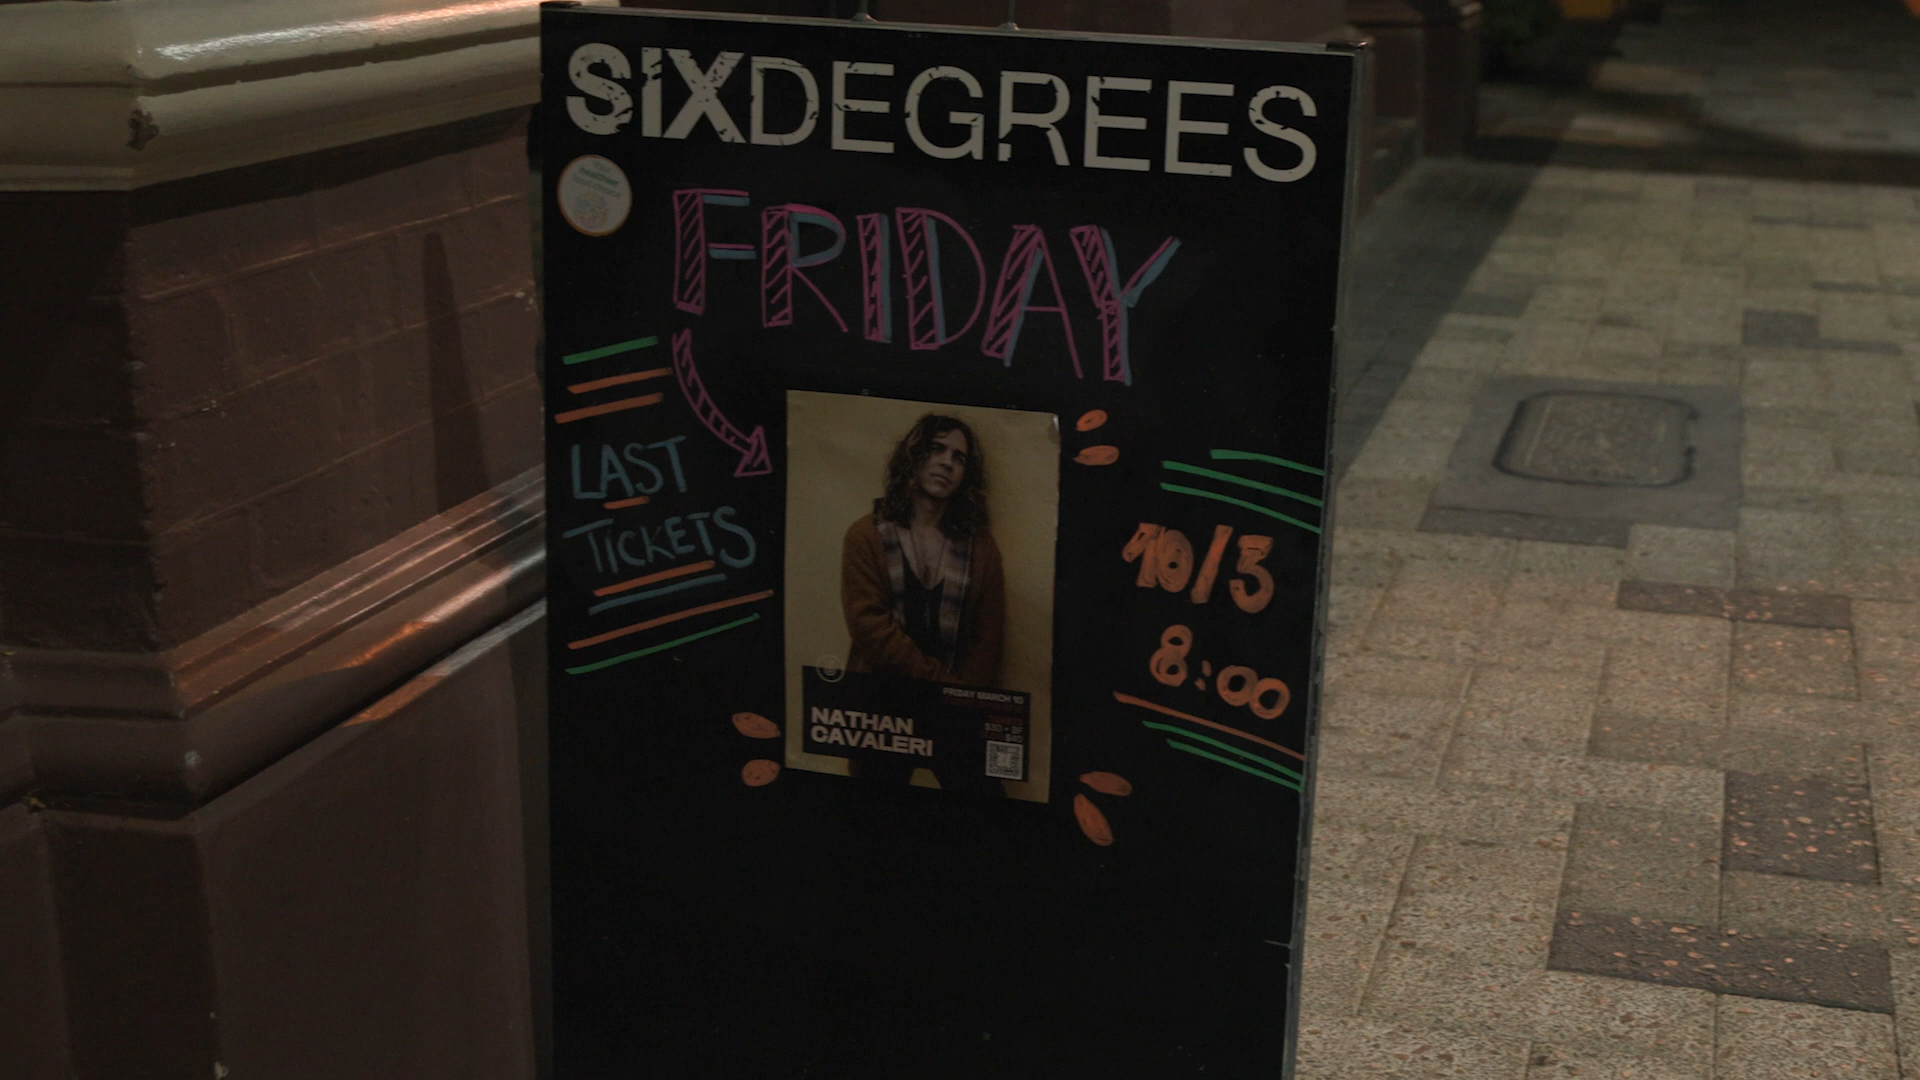 SIXDEGREES
FRIDAY
LAST
TICKETS
10/3
8:00
FRIDAY MARCH 10
NATHAN
CAVALERI